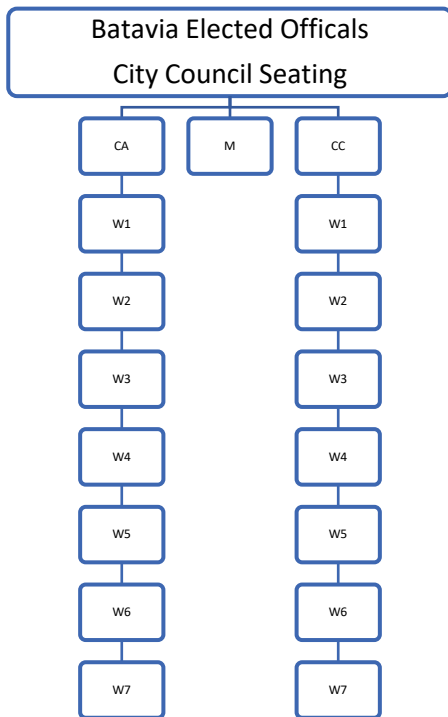 Batavia Elected Officals
City Council Seating
CA M CC
W1 W1
W2 W2
W3 W3
W4 W4
W5 W5
W6 W6
W7 W7